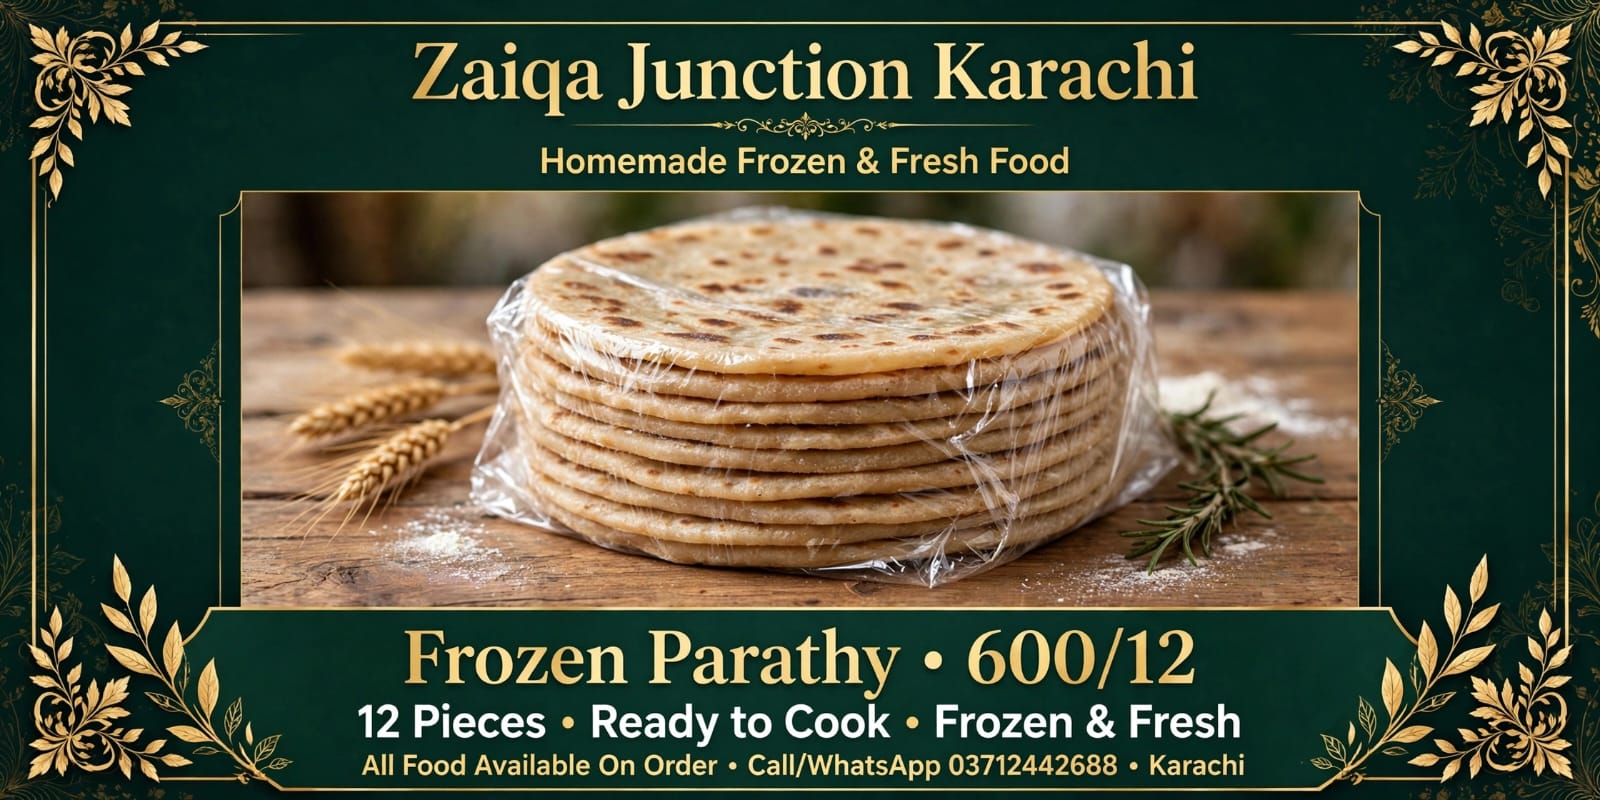 Zaiqa Junction Karachi
Homemade Frozen & Fresh Food
Frozen Parathy • 600/12
12 Pieces • Ready to Cook • Frozen & Fresh
All Food Available On Order • Call/WhatsApp 03712442688 • Karachi